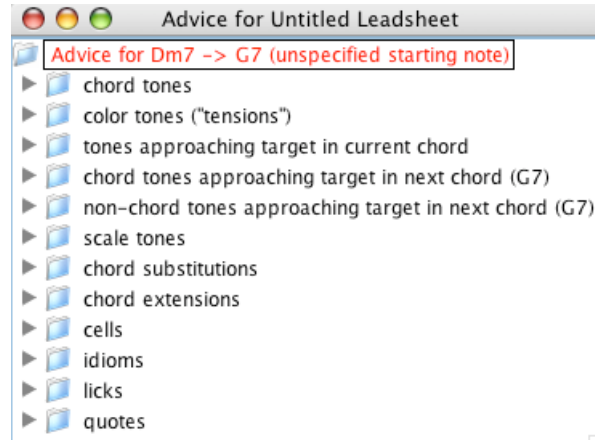 Advice for Untitled Leadsheet
Advice for Dm7 -> G7 (unspecified starting note)
chord tones
color tones ("tensions")
tones approaching target in current chord
chord tones approaching target in next chord (G7)
non-chord tones approaching target in next chord (G7)
scale tones
chord substitutions
chord extensions
cells
idioms
licks
quotes